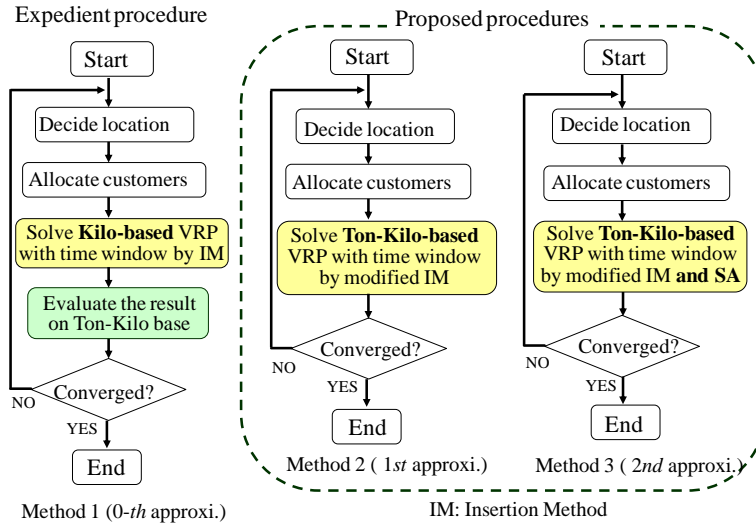 Expedient procedure
Start
Decide location
Allocate customers
Solve Kilo-based VRP
with time window by IM
Evaluate the result
on Ton-Kilo base
Converged?
NO
YES
End
Method 1 (0-th approxi.)
Proposed procedures
Start
Decide location
Allocate customers
Solve Ton-Kilo-based
VRP with time window
by modified IM
Converged?
NO
YES
End
Method 2 ( 1st approxi.)
Start
Decide location
Allocate customers
Solve Ton-Kilo-based
VRP with time window
by modified IM and SA
Converged?
NO
YES
End
Method 3 ( 2nd approxi.)
IM: Insertion Method